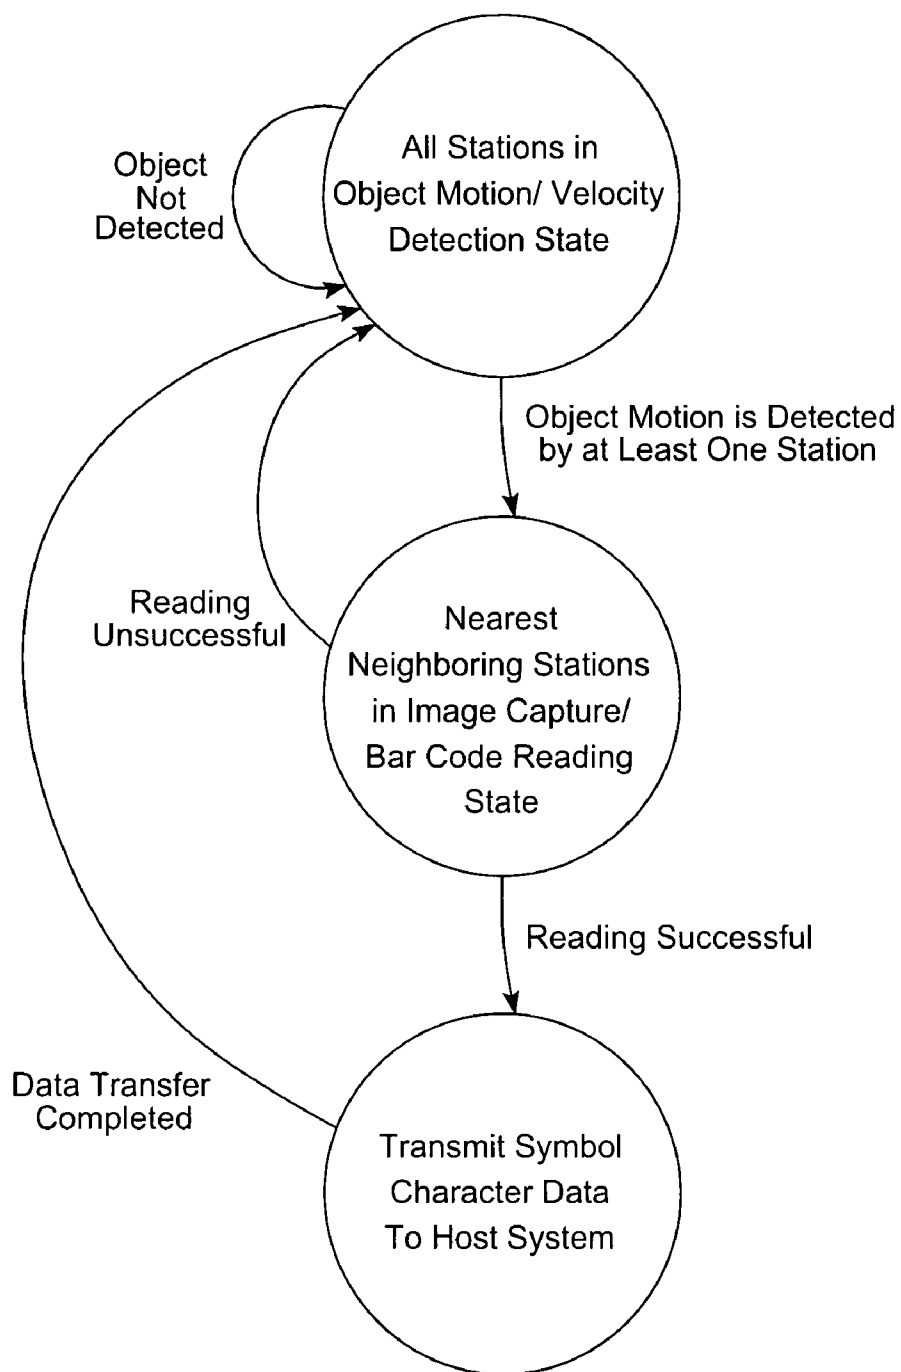 Object
Not
Detected
All Stations in
Object Motion/ Velocity
Detection State
Object Motion is Detected
by at Least One Station
Reading
Unsuccessful
Nearest
Neighboring Stations
in Image Capture/
Bar Code Reading
State
Reading Successful
Data Transfer
Completed
Transmit Symbol
Character Data
To Host System